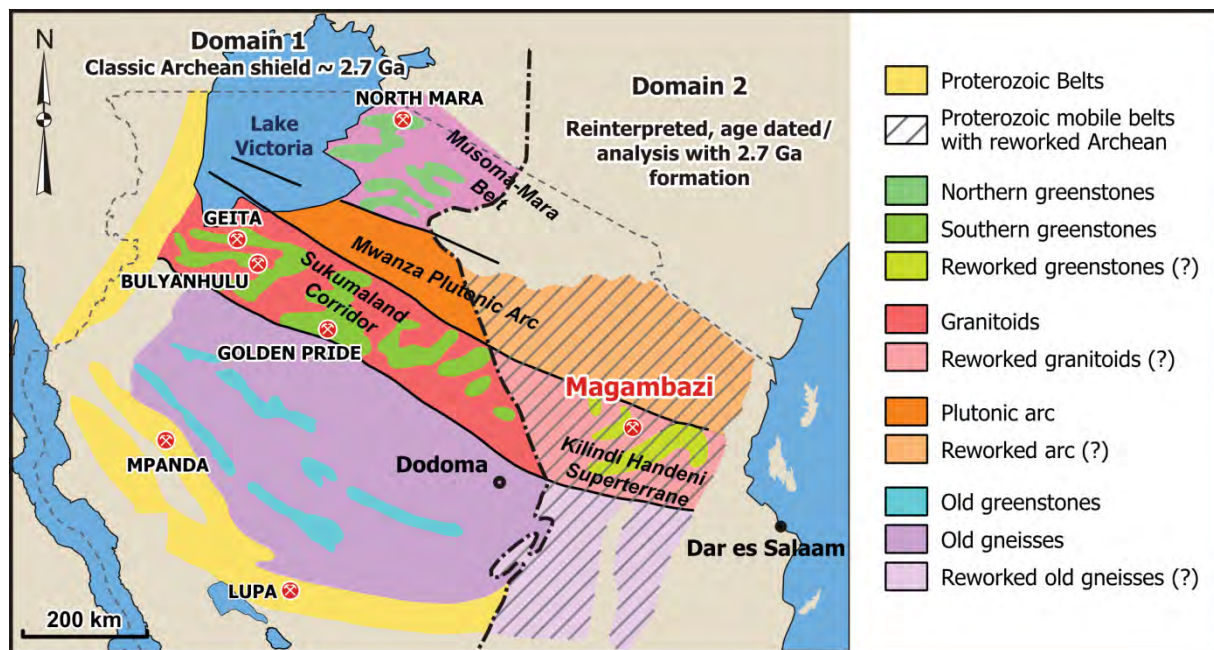 N
Domain 1
Classic Archean shield ~ 2.7 Ga
NORTH MARA
Domain 2
Reinterpreted, age dated/
analysis with 2.7 Ga
formation
Lake
Victoria
Musoma-Mara
Belt
GEITA
BULYANHULU
Mwanza Plutonic Arc
Sukumaland
Corridor
GOLDEN PRIDE
Magambazi
Kilindi Handeni
Superterrane
MPANDA
Dodoma
Dar es Salaam
LUPA
200 km
Proterozoic Belts
Proterozoic mobile belts
with reworked Archean
Northern greenstones
Southern greenstones
Reworked greenstones (?)
Granitoids
Reworked granitoids (?)
Plutonic arc
Reworked arc (?)
Old greenstones
Old gneisses
Reworked old gneisses (?)